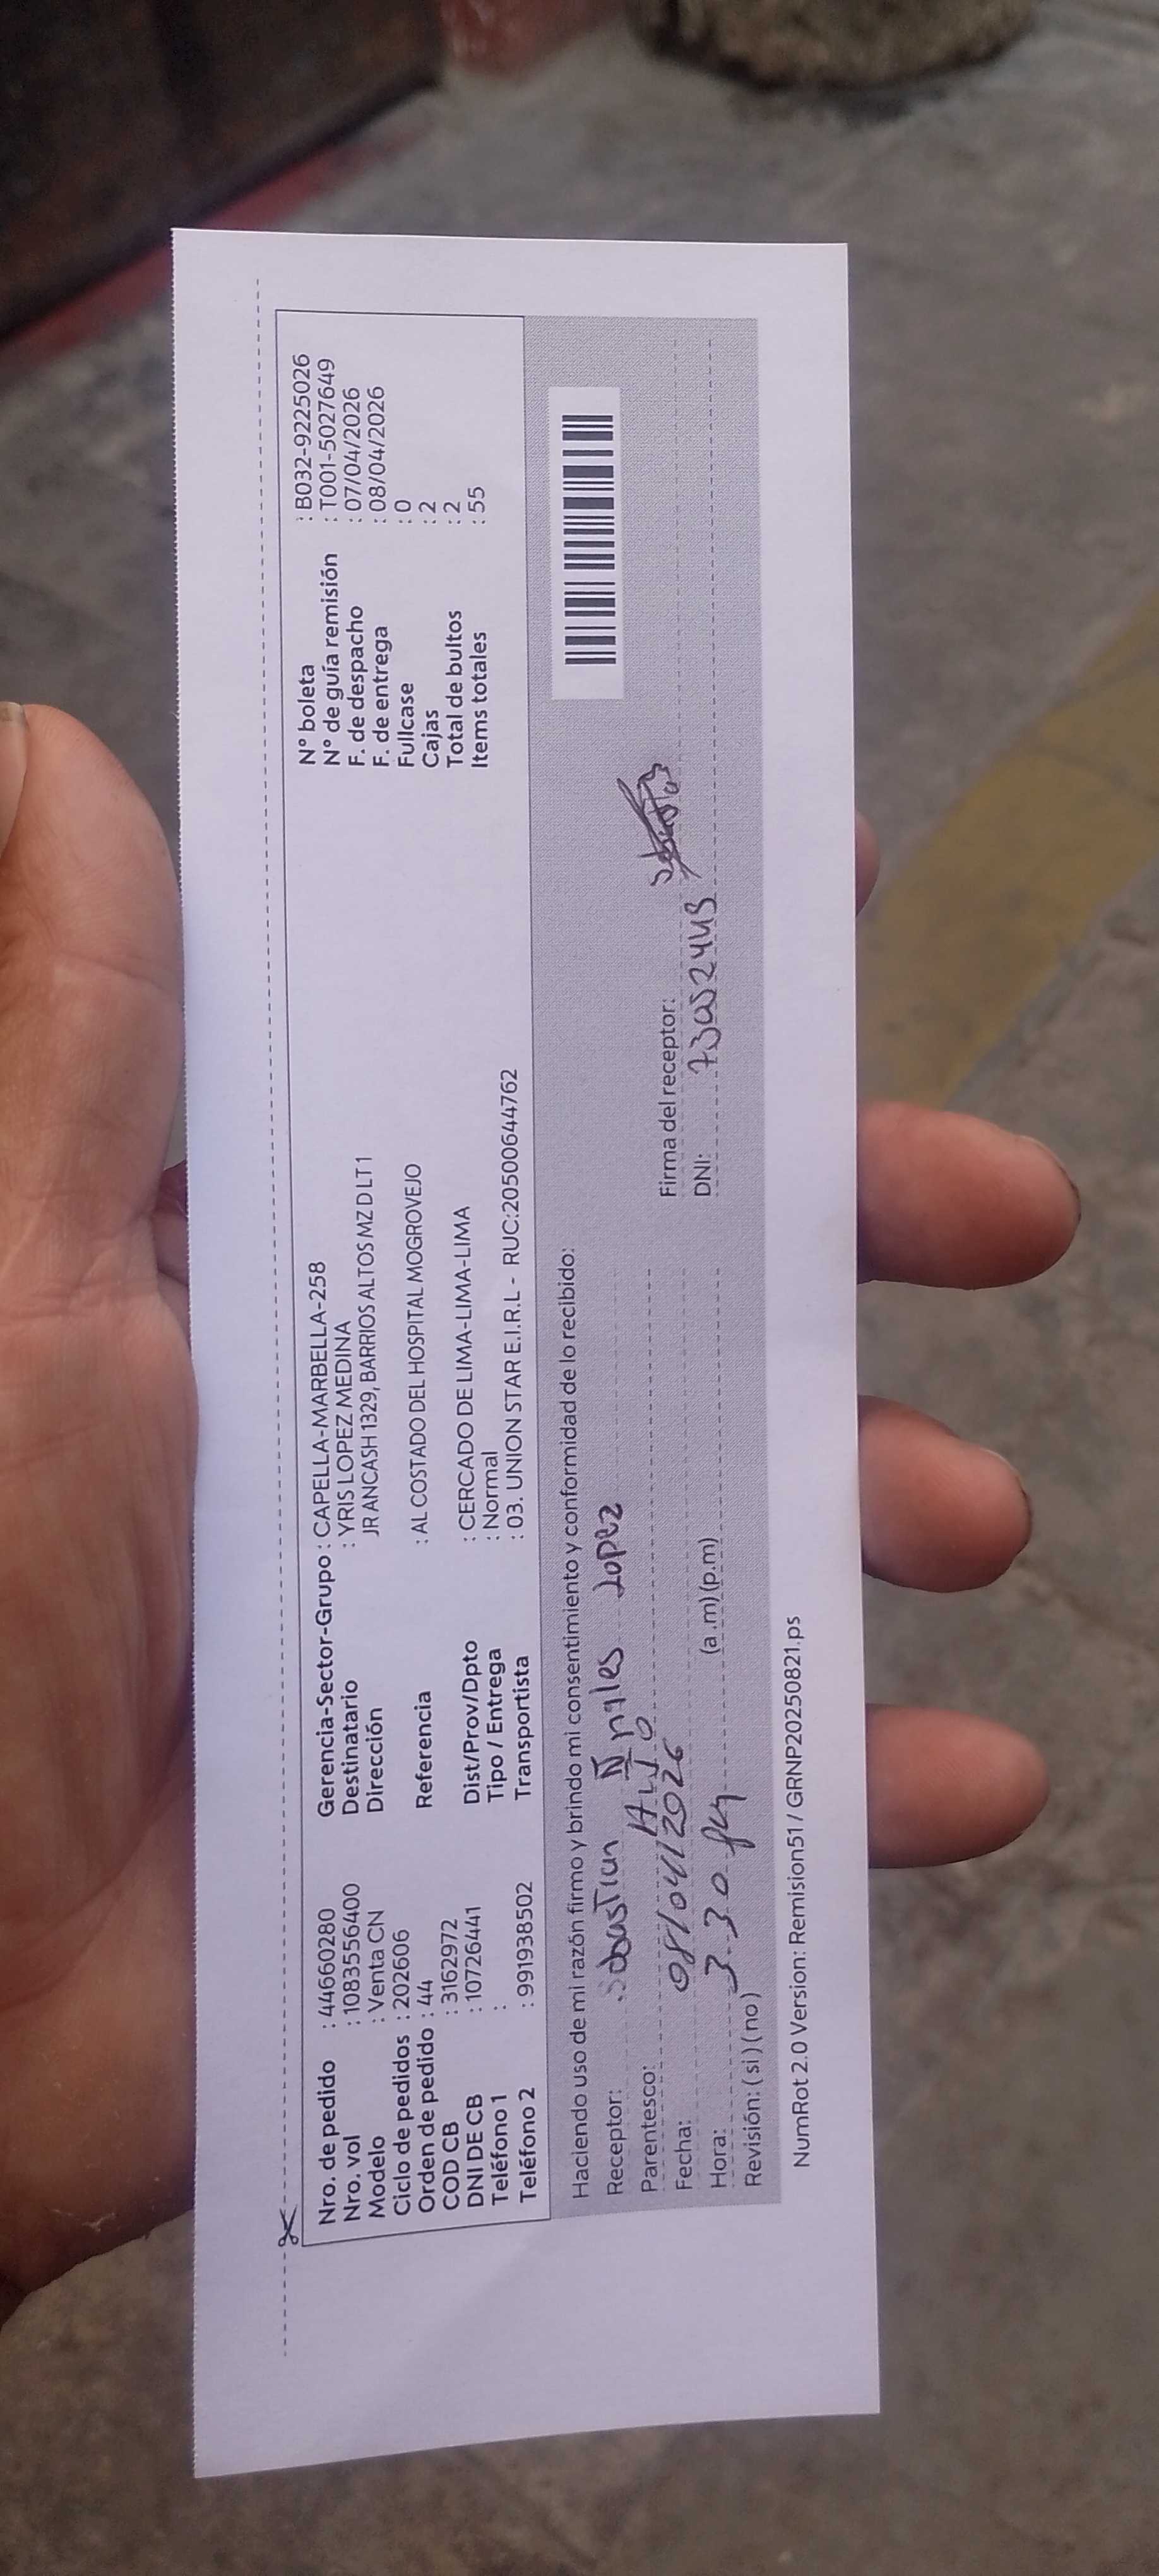 Nro. de pedido : 44660280
Nro. vol : 1083556400
Modelo : Venta CN
Ciclo de pedidos : 202606
Orden de pedido : 44
COD CB : 3162972
DNI DE CB : 10726441
Teléfono 1 :
Teléfono 2 : 991938502
Gerencia-Sector-Grupo : CAPELLA-MARBELLA-258
Destinatario : YRIS LOPEZ MEDINA
Dirección JR ANCASH 1329, BARRIOS ALTOS MZ D LT 1
Referencia : AL COSTADO DEL HOSPITAL MOGROVEJO
Dist/Prov/Dpto : CERCADO DE LIMA-LIMA-LIMA
Tipo / Entrega : Normal
Transportista : 03. UNION STAR E.I.R.L - RUC:20500644762
N° boleta : B032-9225026
N° de guía remisión : T001-5027649
F. de despacho : 07/04/2026
F. de entrega : 08/04/2026
Fullcase : 0
Cajas : 2
Total de bultos : 2
Items totales : 55
Haciendo uso de mi razón firmo y brindo mi consentimiento y conformidad de lo recibido:
Receptor: Sebastian Lopez
Parentesco: HIJO
Fecha: 08/04/2026
Hora: 3:30 (a.m)(p.m)
Revisión: (si)(no)
Firma del receptor:
DNI:
NumRot 2.0 Version: Remision51 / GRNP20250821.ps